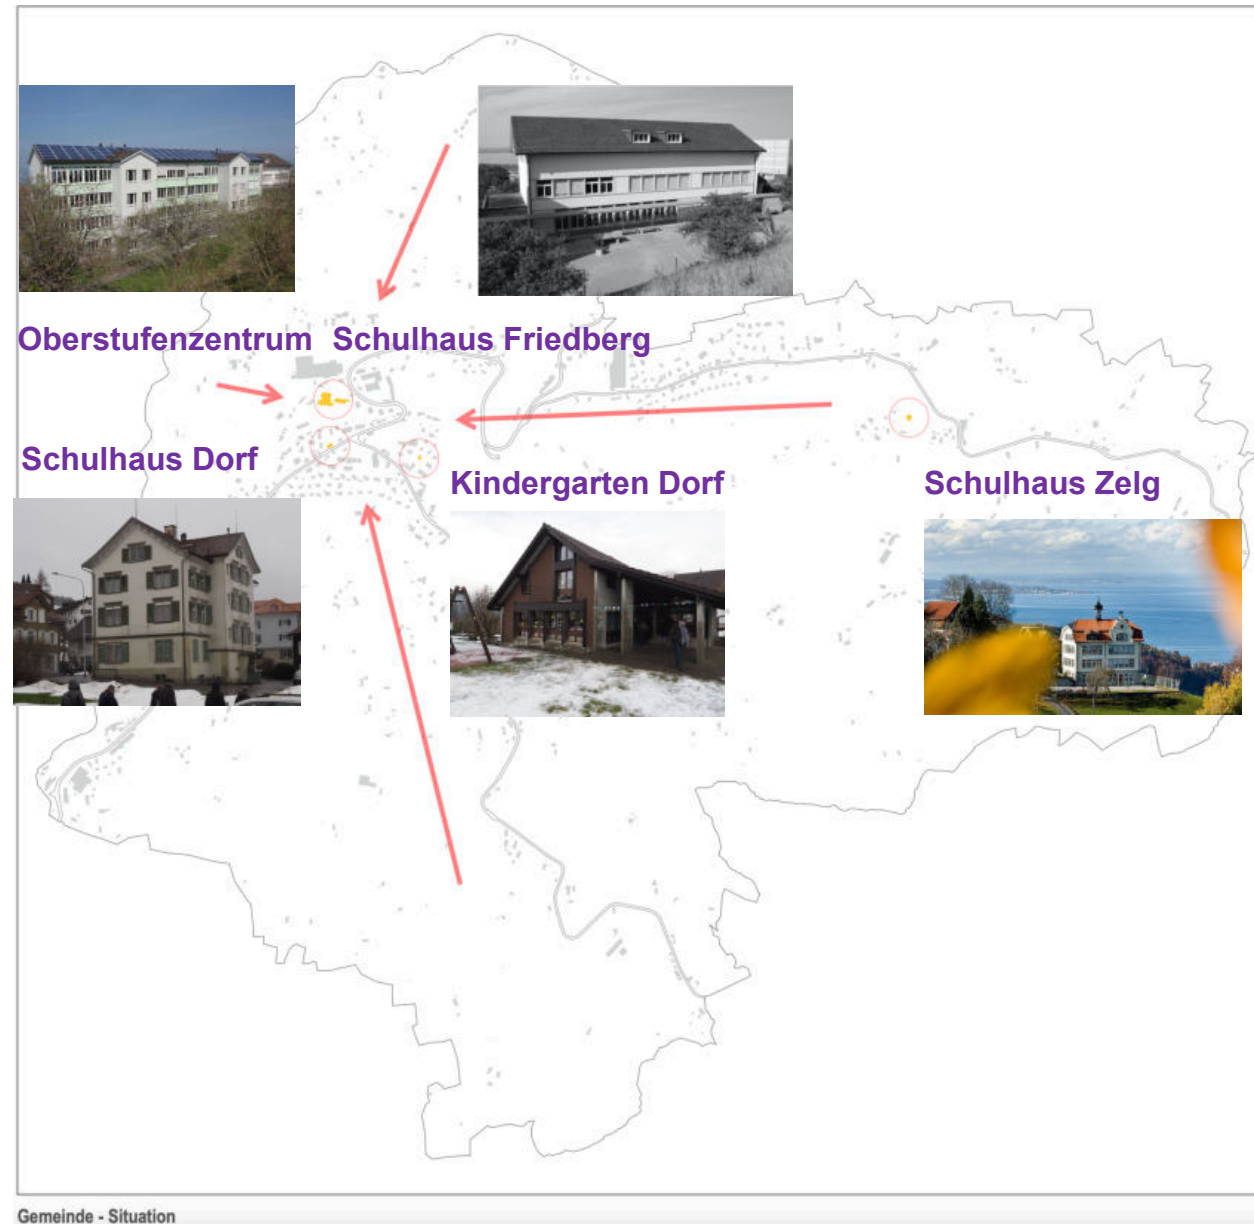 Oberstufenzentrum Schulhaus Friedberg
Schulhaus Dorf
Kindergarten Dorf
Schulhaus Zelg
Gemeinde - Situation